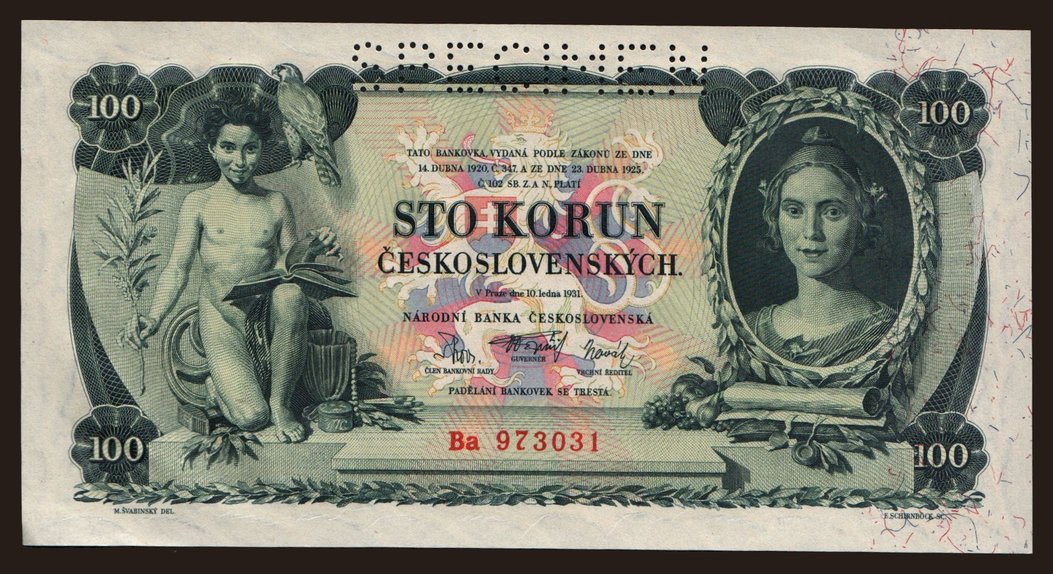 SPECIMEN
100
100
TATO BANKOVKA, VYDANÁ PODLE ZÁKONŮ ZE DNE
14. DUBNA 1920, Č. 347, A ZE DNE 23. DUBNA 1925,
Č. 102 SB. Z. A N., PLATÍ
STO KORUN
ČESKOSLOVENSKÝCH.
V Praze dne 10. ledna 1931.
NÁRODNÍ BANKA ČESKOSLOVENSKÁ
ČLEN BANKOVNÍ RADY
GUVERNÉR
VRCHNÍ ŘEDITEL
PADĚLÁNÍ BANKOVEK SE TRESTÁ.
Ba 973031
100
100
M. ŠVABINSKÝ DEL.
E. SCHIRNBÖCK SC.